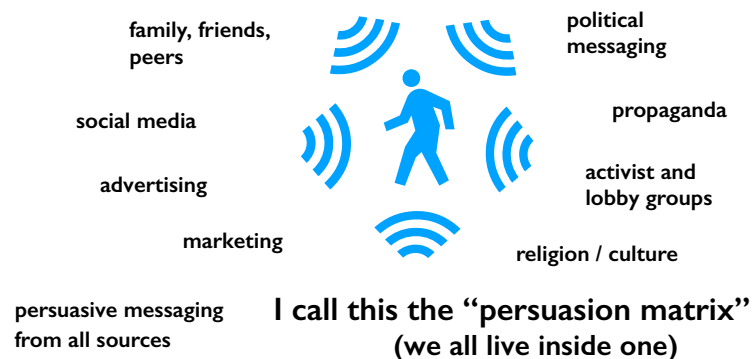 family, friends,
peers
political
messaging
social media
propaganda
advertising
activist and
lobby groups
marketing
religion / culture
persuasive messaging
from all sources
I call this the “persuasion matrix”
(we all live inside one)